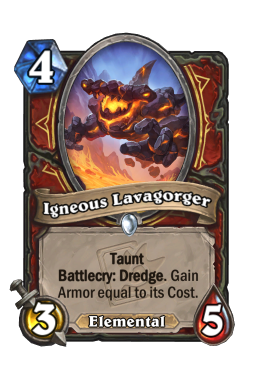 4
Igneous Lavagorger
Taunt
Battlecry: Dredge. Gain
Armor equal to its Cost.
3
Elemental
5